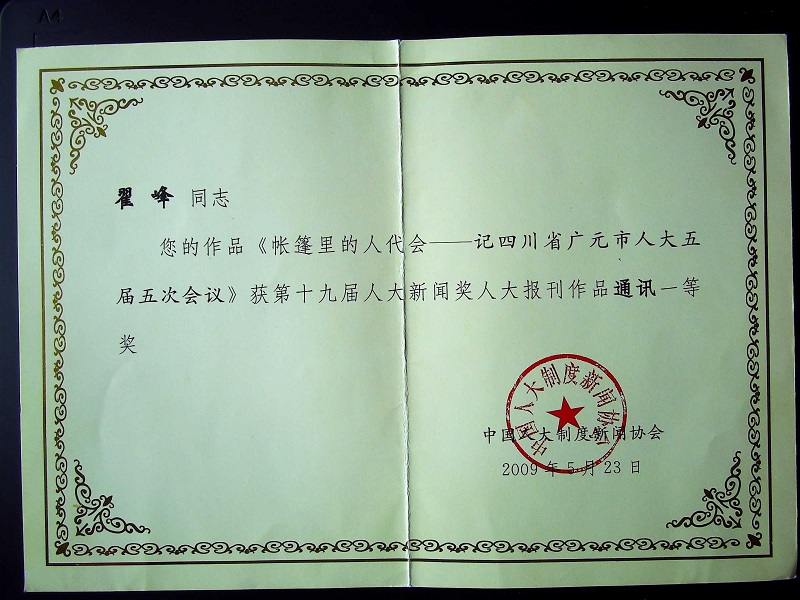 翟峰 同志
您的作品《帐篷里的人代会——记四川省广元市人大五
届五次会议》获第十九届人大新闻奖人大报刊作品通讯一等
奖
中国人大制度新闻协会
中国人大制度新闻协会
2009年5月23日